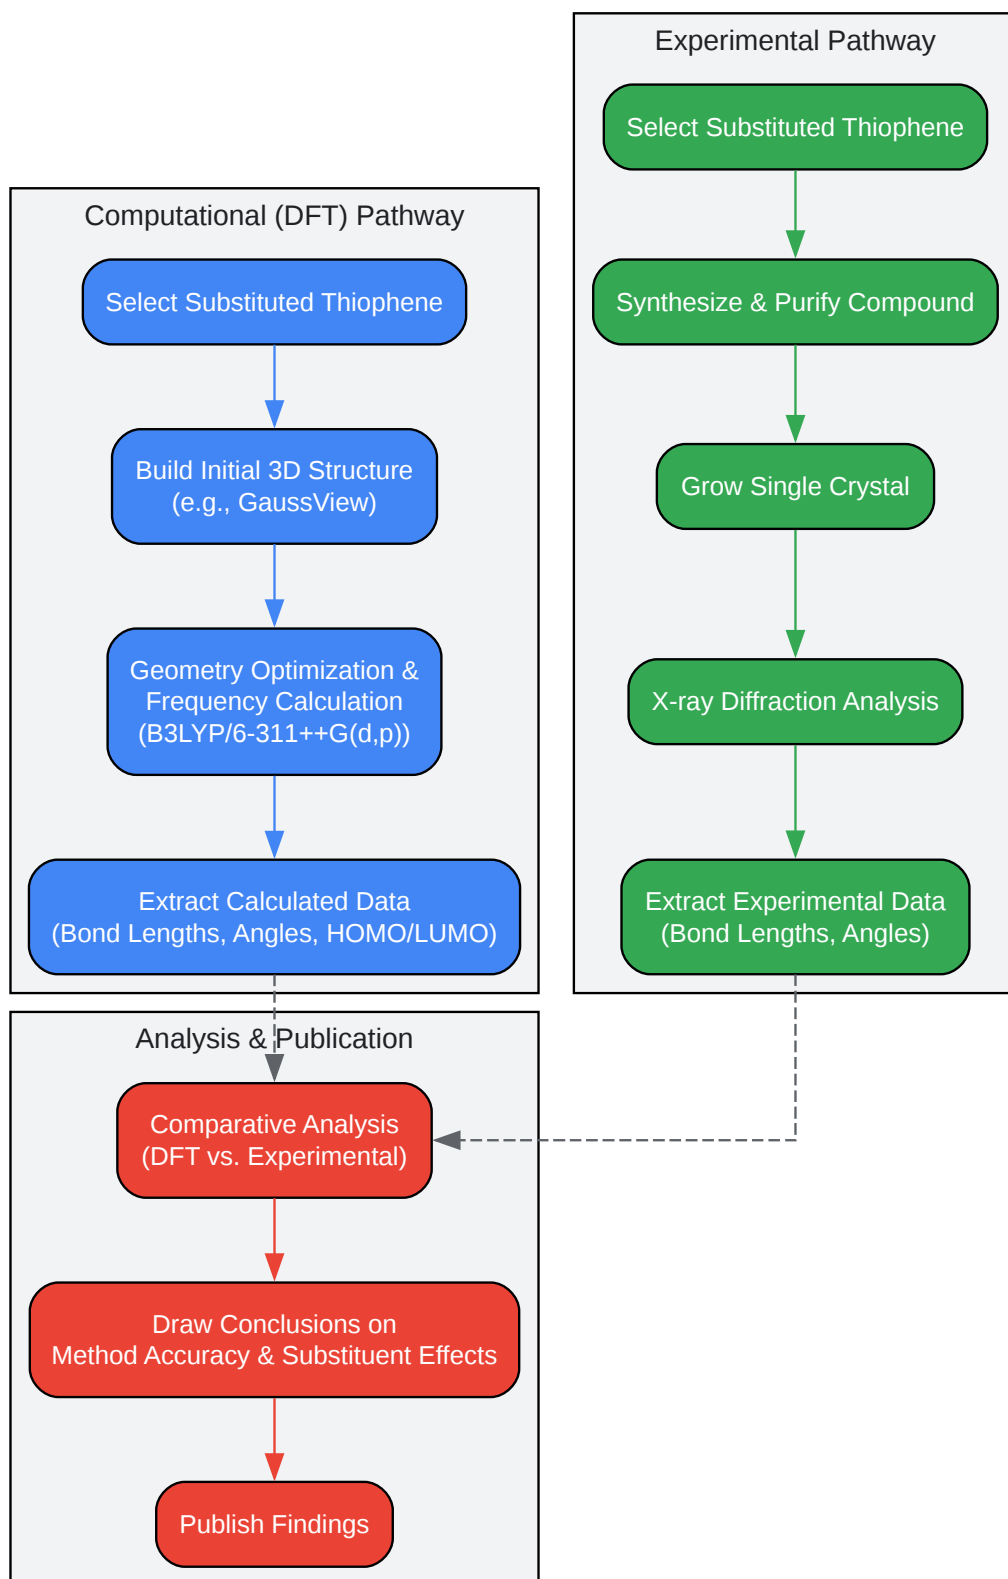 Experimental Pathway
Select Substituted Thiophene
Synthesize & Purify Compound
Grow Single Crystal
X-ray Diffraction Analysis
Extract Experimental Data
(Bond Lengths, Angles)
Computational (DFT) Pathway
Select Substituted Thiophene
Build Initial 3D Structure
(e.g., GaussView)
Geometry Optimization &
Frequency Calculation
(B3LYP/6-311++G(d,p))
Extract Calculated Data
(Bond Lengths, Angles, HOMO/LUMO)
Analysis & Publication
Comparative Analysis
(DFT vs. Experimental)
Draw Conclusions on
Method Accuracy & Substituent Effects
Publish Findings